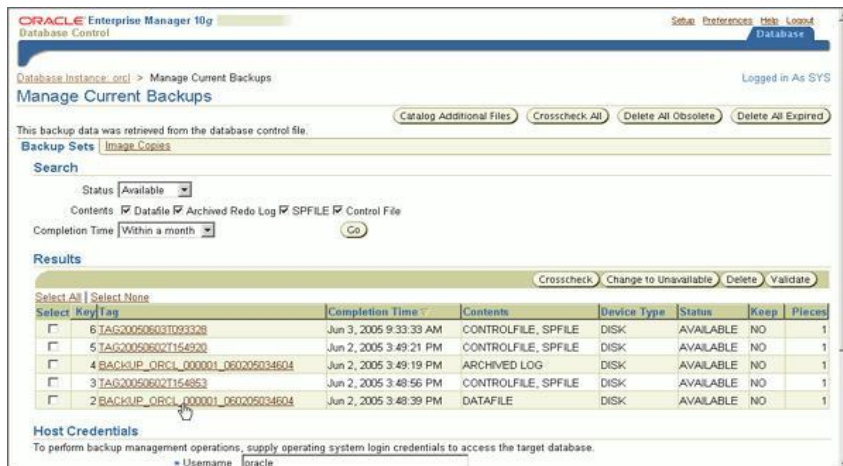 ORACLE Enterprise Manager 10g
Database Control
Setup Preferences Help Logout
Database
Database Instance: orcl > Manage Current Backups
Logged in As SYS
Manage Current Backups
Catalog Additional Files Crosscheck All Delete All Obsolete Delete All Expired
This backup data was retrieved from the database control file.
Backup Sets Image Copies
Search
Status Available
Contents Datafile Archived Redo Log SPFILE Control File
Completion Time Within a month Go
Results
Crosscheck Change to Unavailable Delete Validate
Select All | Select None
Select Key Tag Completion Time Contents Device Type Status Keep Pieces
6 TAG20050603T093328 Jun 3, 2005 9:33:33 AM CONTROLFILE, SPFILE DISK AVAILABLE NO 1
5 TAG20050602T154920 Jun 2, 2005 3:49:21 PM CONTROLFILE, SPFILE DISK AVAILABLE NO 1
4 BACKUP_ORCL_000001_060205034604 Jun 2, 2005 3:49:19 PM ARCHIVED LOG DISK AVAILABLE NO 1
3 TAG20050602T154853 Jun 2, 2005 3:48:56 PM CONTROLFILE, SPFILE DISK AVAILABLE NO 1
2 BACKUP_ORCL_000001_060205034604 Jun 2, 2005 3:48:39 PM DATAFILE DISK AVAILABLE NO 1
Host Credentials
To perform backup management operations, supply operating system login credentials to access the target database.
* Username oracle